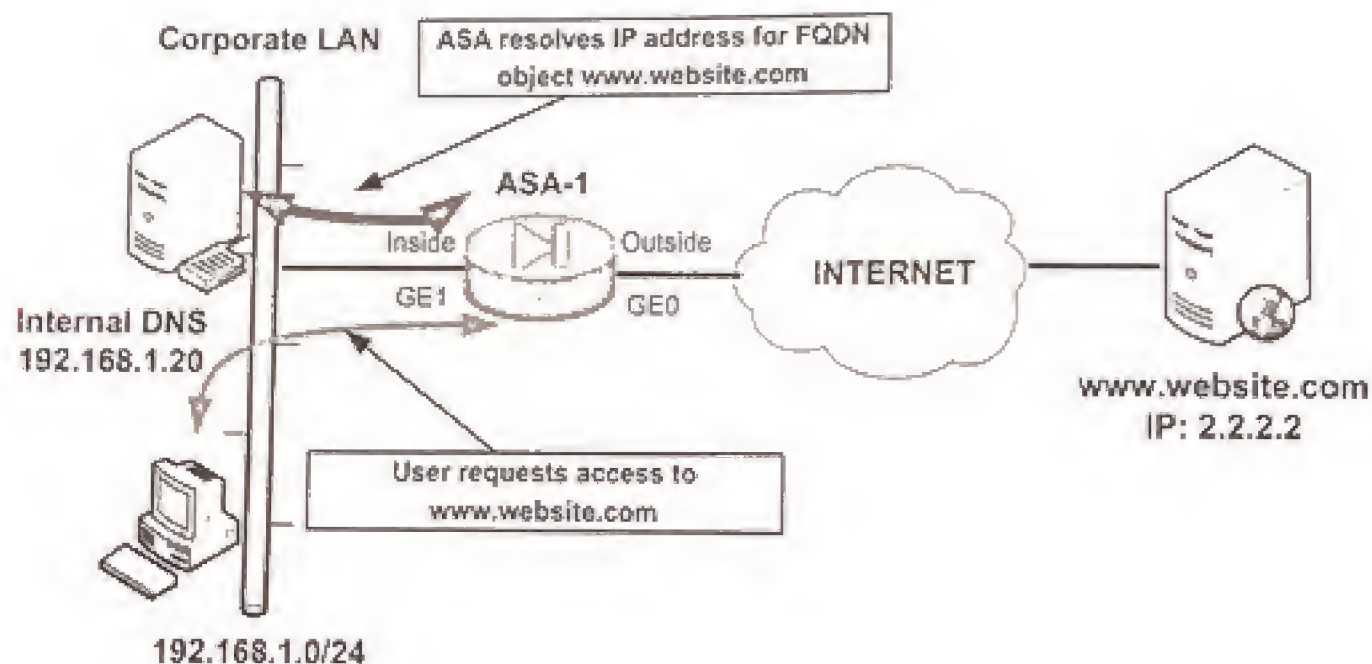 Corporate LAN
ASA resolves IP address for FQDN
object www.website.com
ASA-1
Inside
Outside
INTERNET
GE1
GE0
Internal DNS
192.168.1.20
www.website.com
IP: 2.2.2.2
User requests access to
www.website.com
192.168.1.0/24